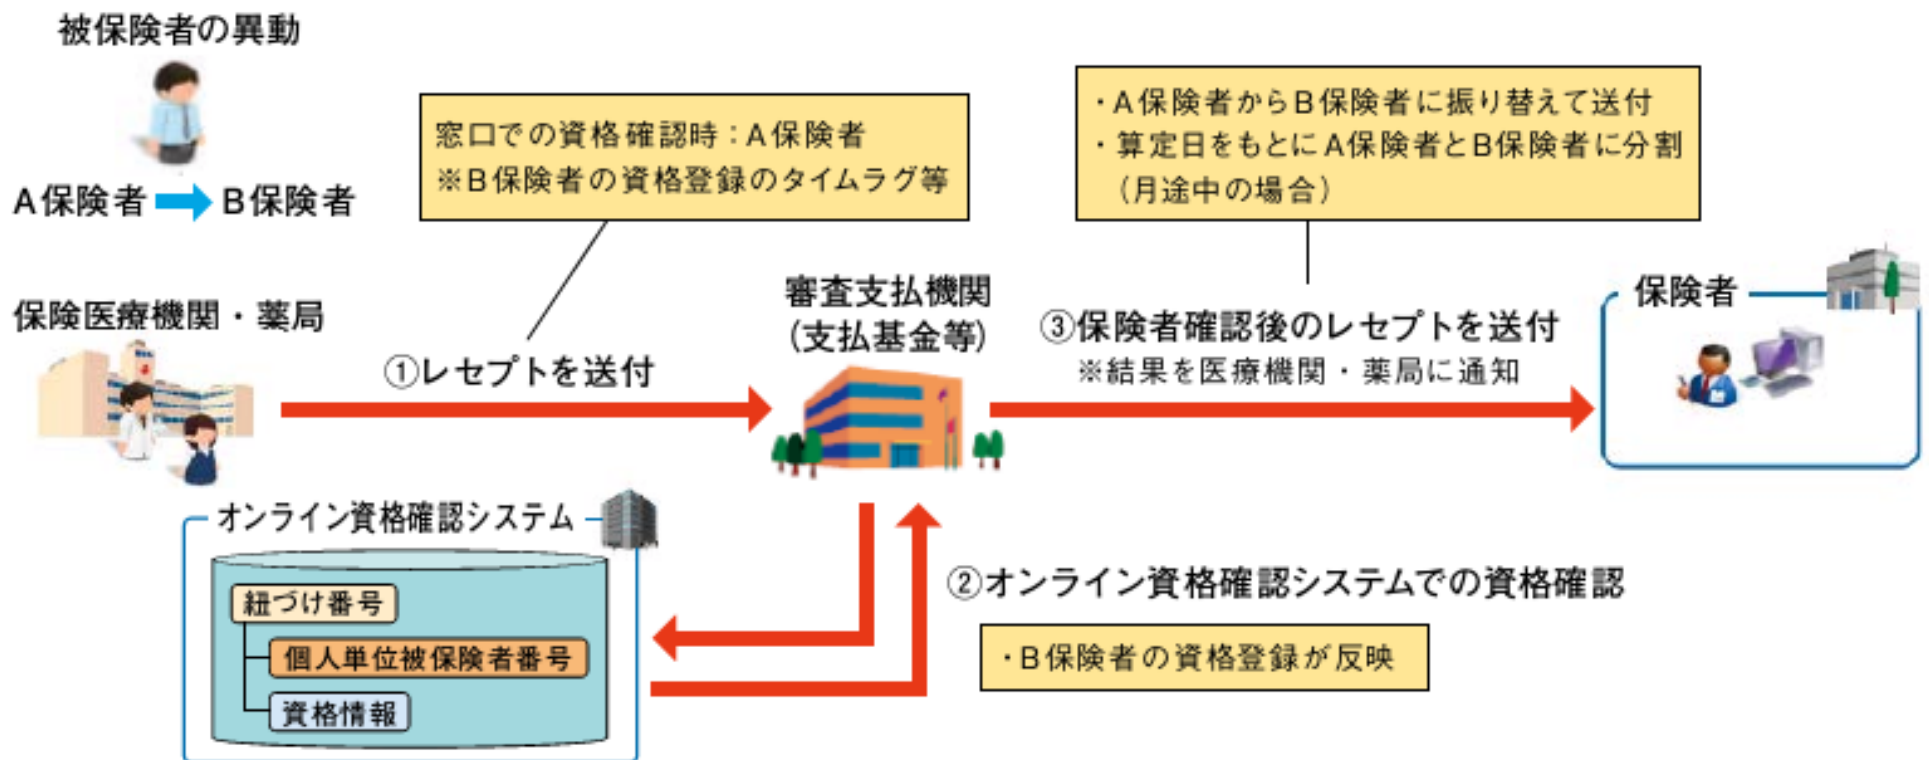 被保険者の異動
A保険者
B保険者
窓口での資格確認時：A保険者
※B保険者の資格登録のタイムラグ等
・A保険者からB保険者に振り替えて送付
・算定日をもとにA保険者とB保険者に分割
（月途中の場合）
保険医療機関・薬局
①レセプトを送付
審査支払機関
（支払基金等）
③保険者確認後のレセプトを送付
※結果を医療機関・薬局に通知
保険者
オンライン資格確認システム
紐づけ番号
個人単位被保険者番号
資格情報
②オンライン資格確認システムでの資格確認
・B保険者の資格登録が反映